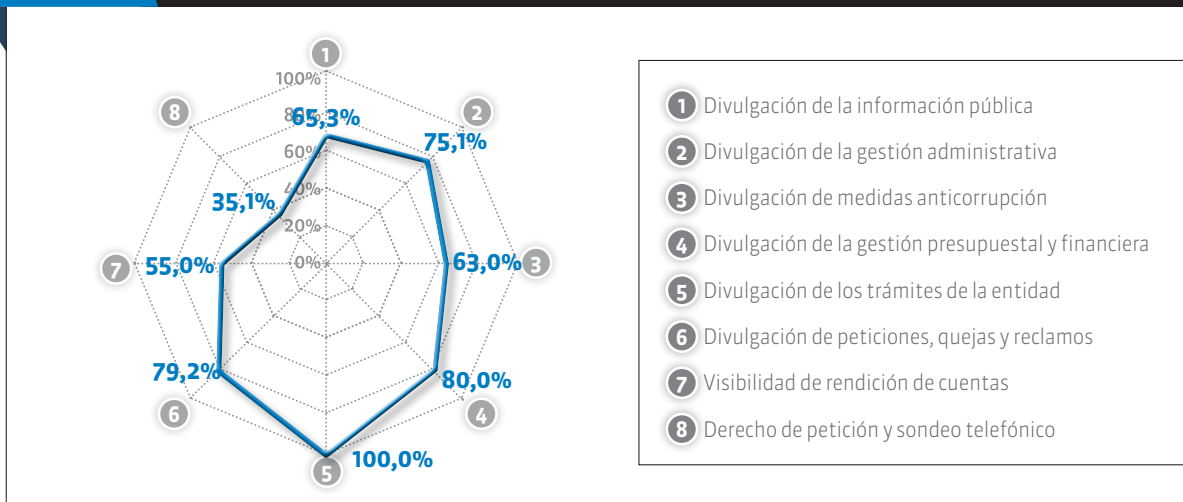 1
100%
8
80%
65,3%
2
75,1%
60%
40%
35,1%
20%
7
55,0%
0%
63,0%
3
79,2%
80,0%
6
4
100,0%
5
1 Divulgación de la información pública
2 Divulgación de la gestión administrativa
3 Divulgación de medidas anticorrupción
4 Divulgación de la gestión presupuestal y financiera
5 Divulgación de los trámites de la entidad
6 Divulgación de peticiones, quejas y reclamos
7 Visibilidad de rendición de cuentas
8 Derecho de petición y sondeo telefónico